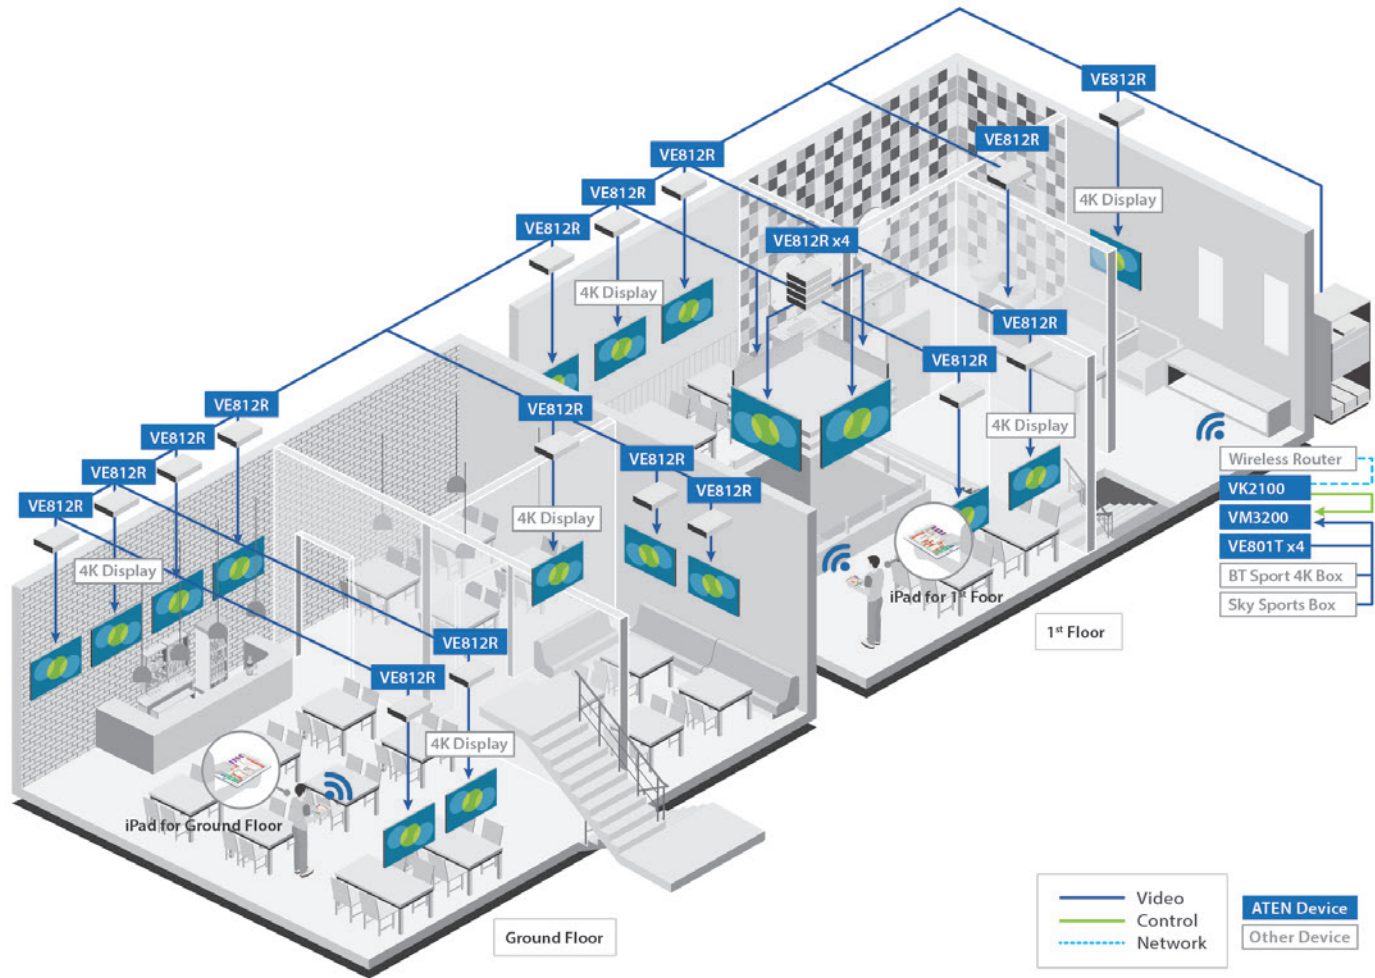 VE812R
VE812R
VE812R
4K Display
VE812R
VE812R
VE812R x4
4K Display
VE812R
VE812R
VE812R
VE812R
4K Display
VE812R
VE812R
VE812R
VE812R
VE812R
VE812R
4K Display
4K Display
iPad for 1st Foor
1st Floor
Wireless Router
VK2100
VM3200
VE801T x4
BT Sport 4K Box
Sky Sports Box
VE812R
VE812R
4K Display
iPad for Ground Floor
Ground Floor
Video
Control
Network
ATEN Device
Other Device